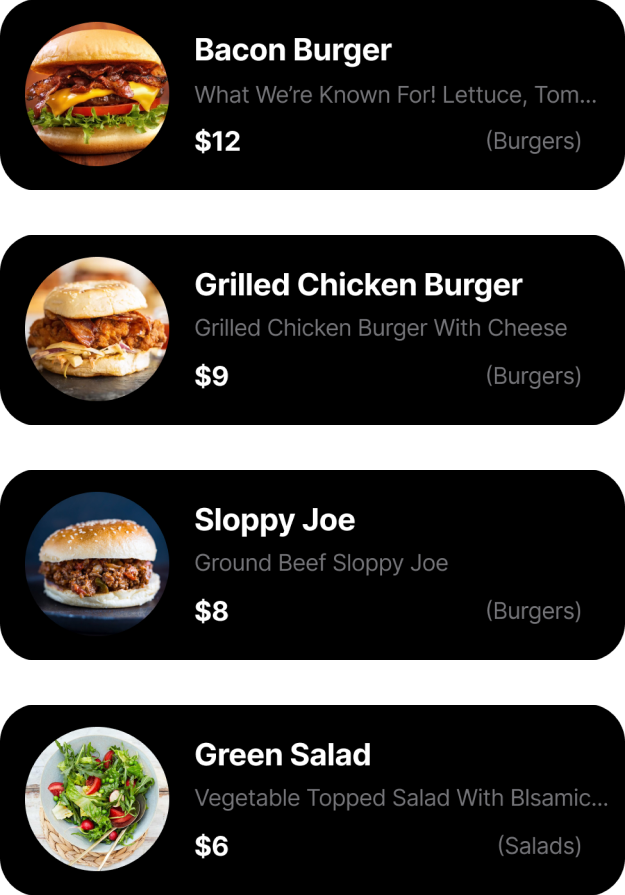 Bacon Burger
What We’re Known For! Lettuce, Tom...
$12
(Burgers)
Grilled Chicken Burger
Grilled Chicken Burger With Cheese
$9
(Burgers)
Sloppy Joe
Ground Beef Sloppy Joe
$8
(Burgers)
Green Salad
Vegetable Topped Salad With Blsamic...
$6
(Salads)